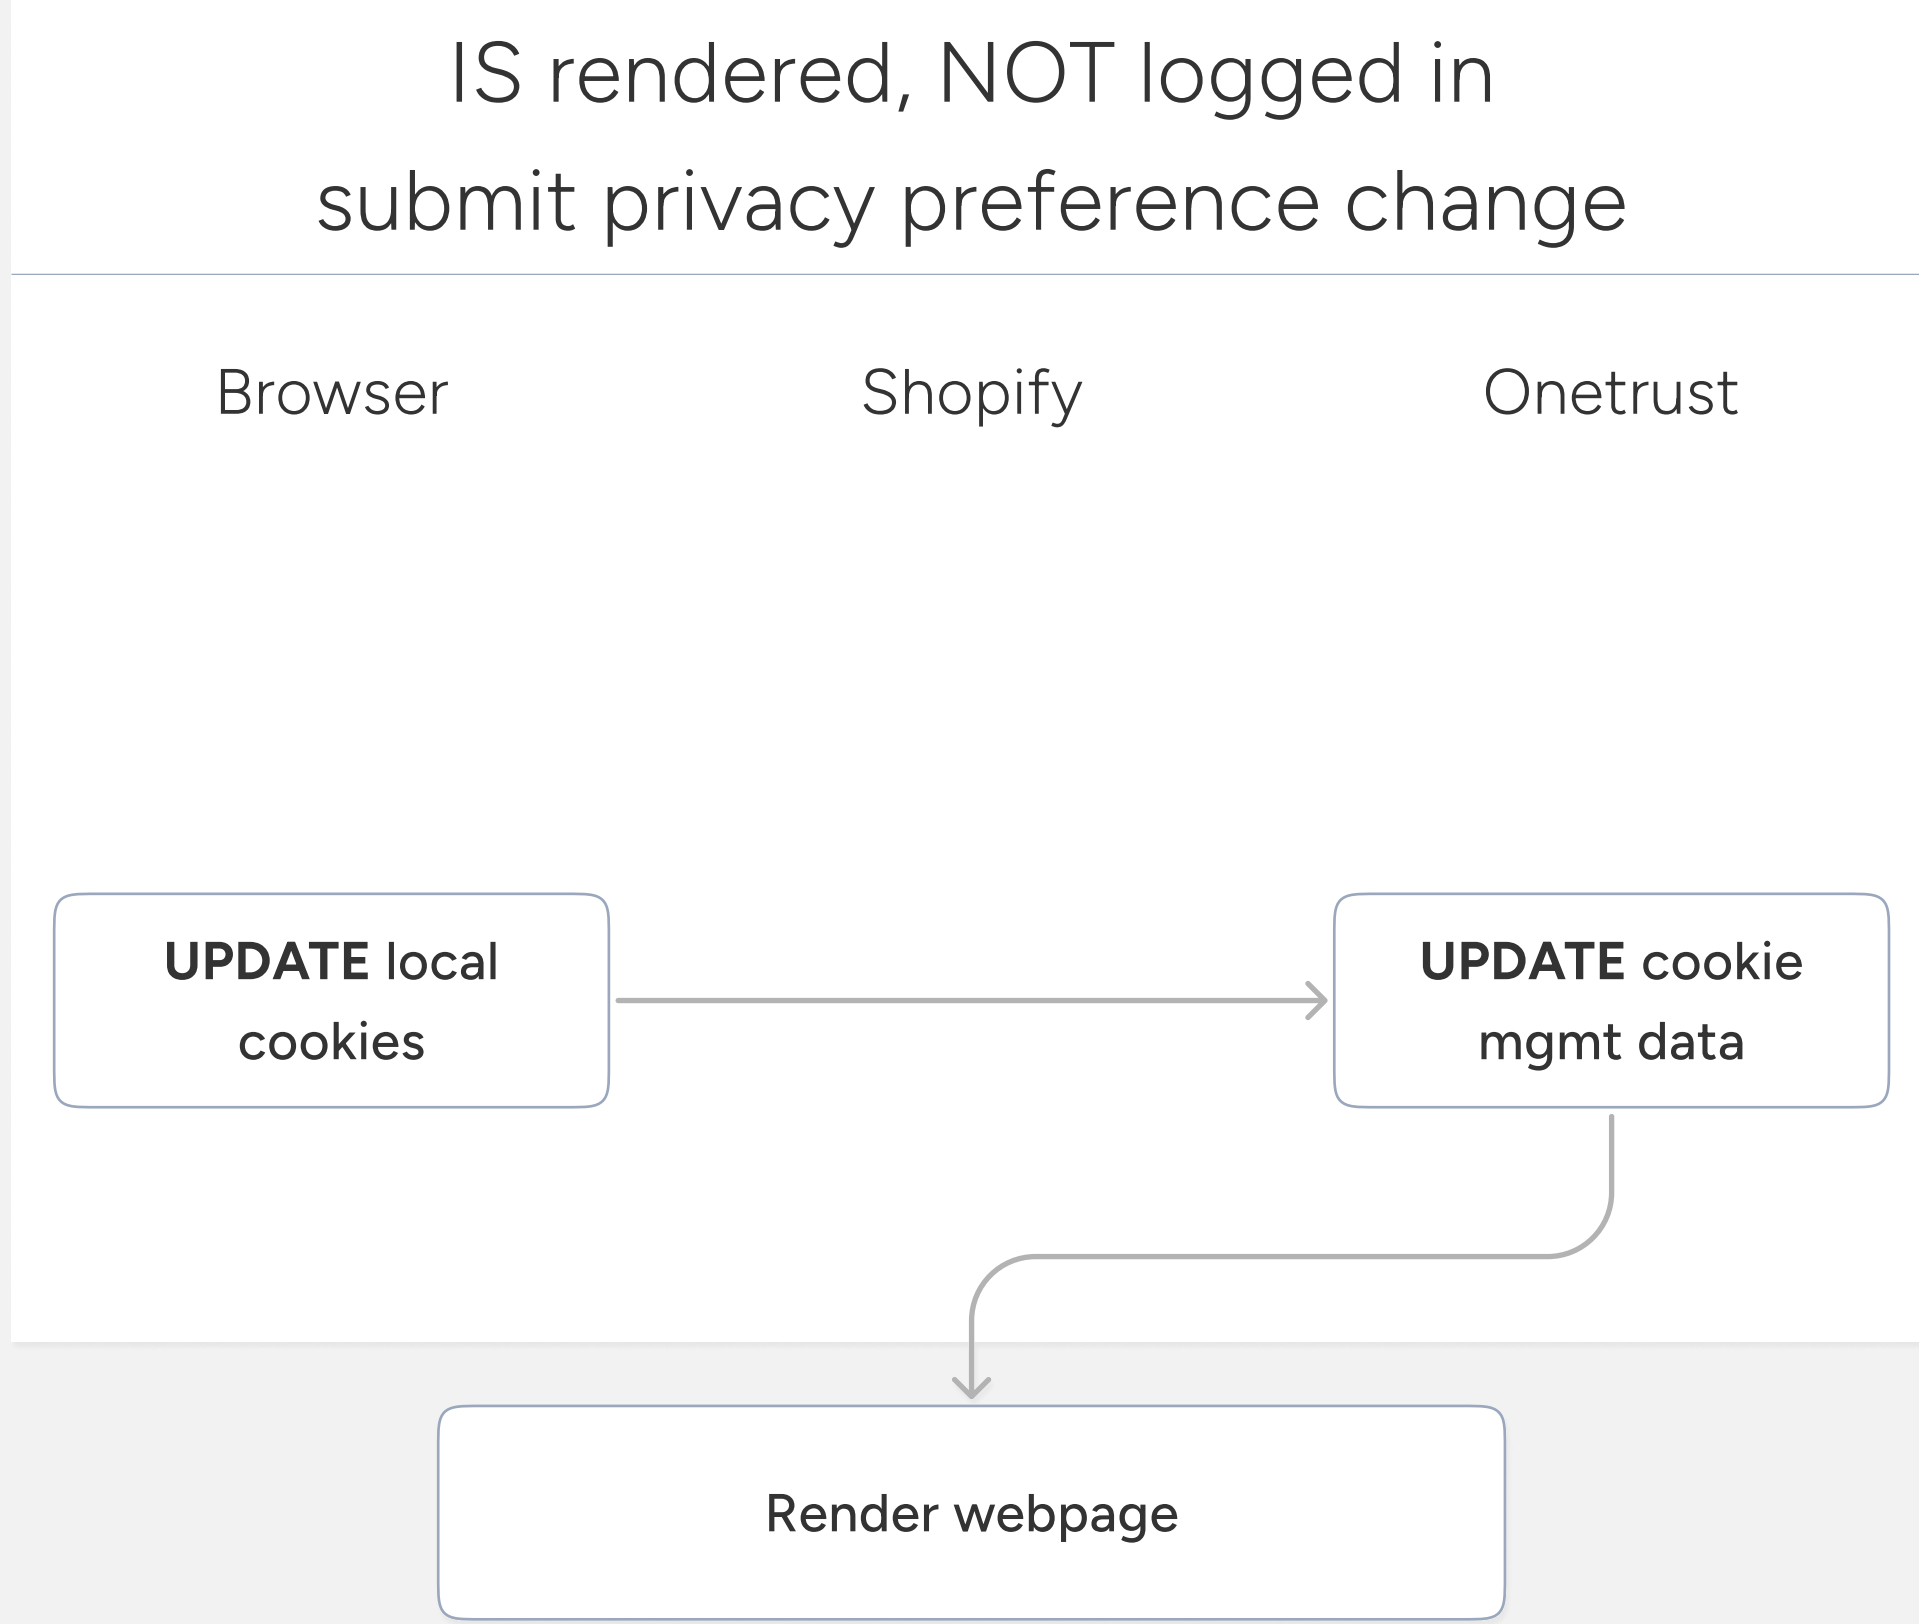 IS rendered, NOT logged in
submit privacy preference change
Browser
Shopify
Onetrust
UPDATE local
cookies
UPDATE cookie
mgmt data
Render webpage